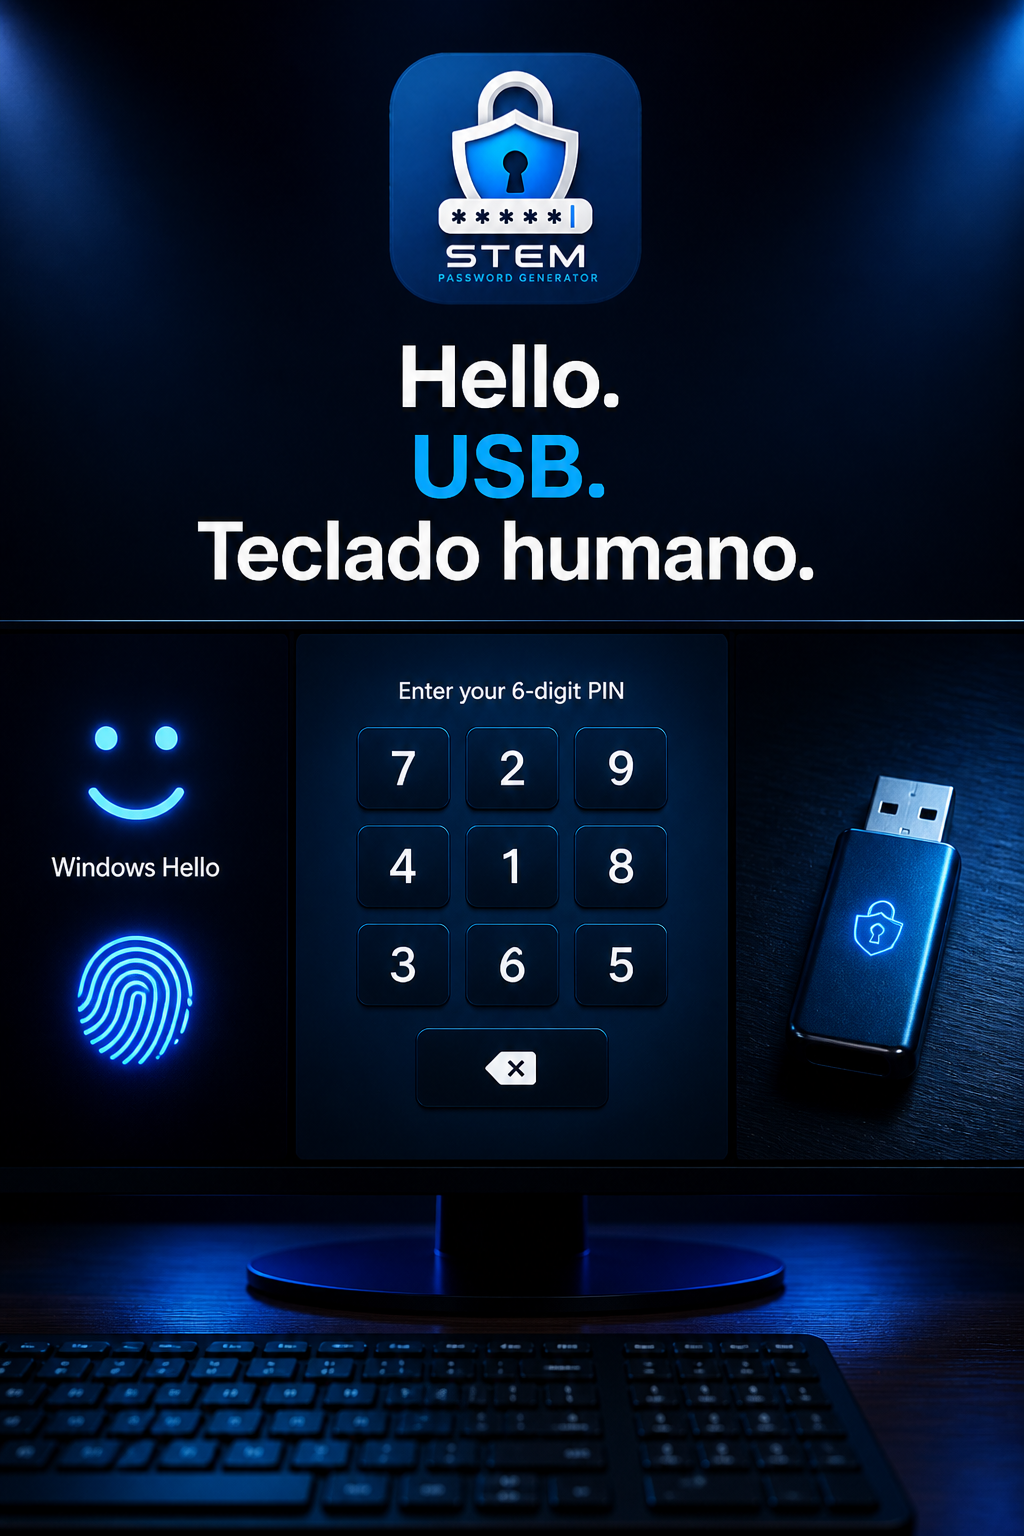 *****|
STEM
PASSWORD GENERATOR
Hello.
USB.
Teclado humano.
Windows Hello
Enter your 6-digit PIN
7 2 9
4 1 8
3 6 5